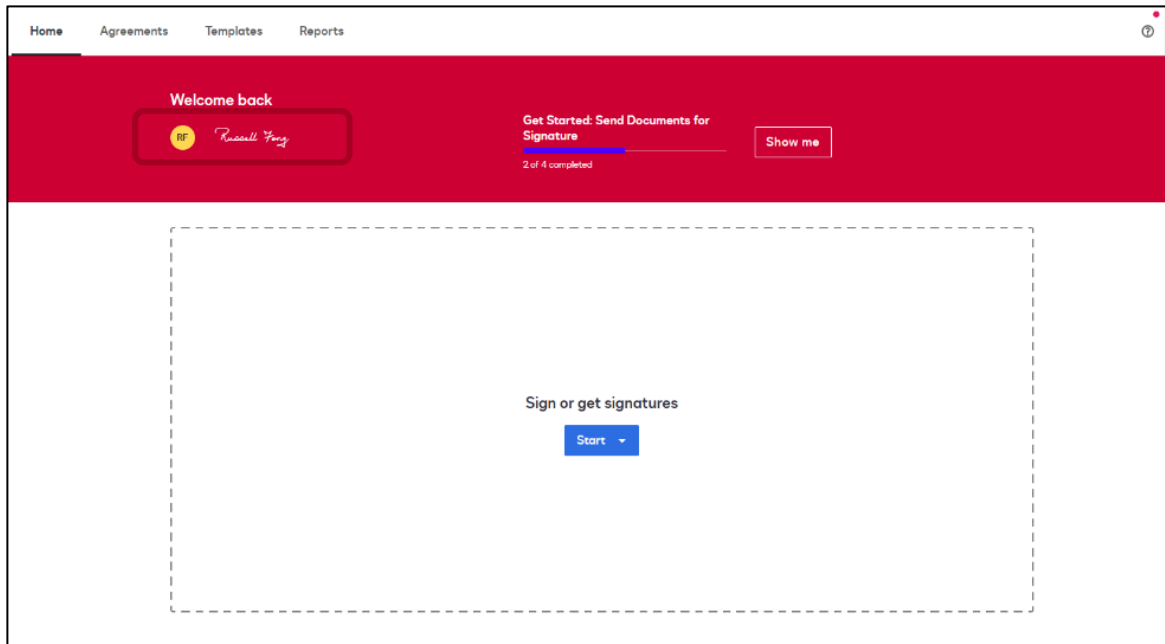 Home Agreements Templates Reports
Welcome back
RF Russell Fong
Get Started: Send Documents for
Signature
2 of 4 completed
Show me
Sign or get signatures
Start